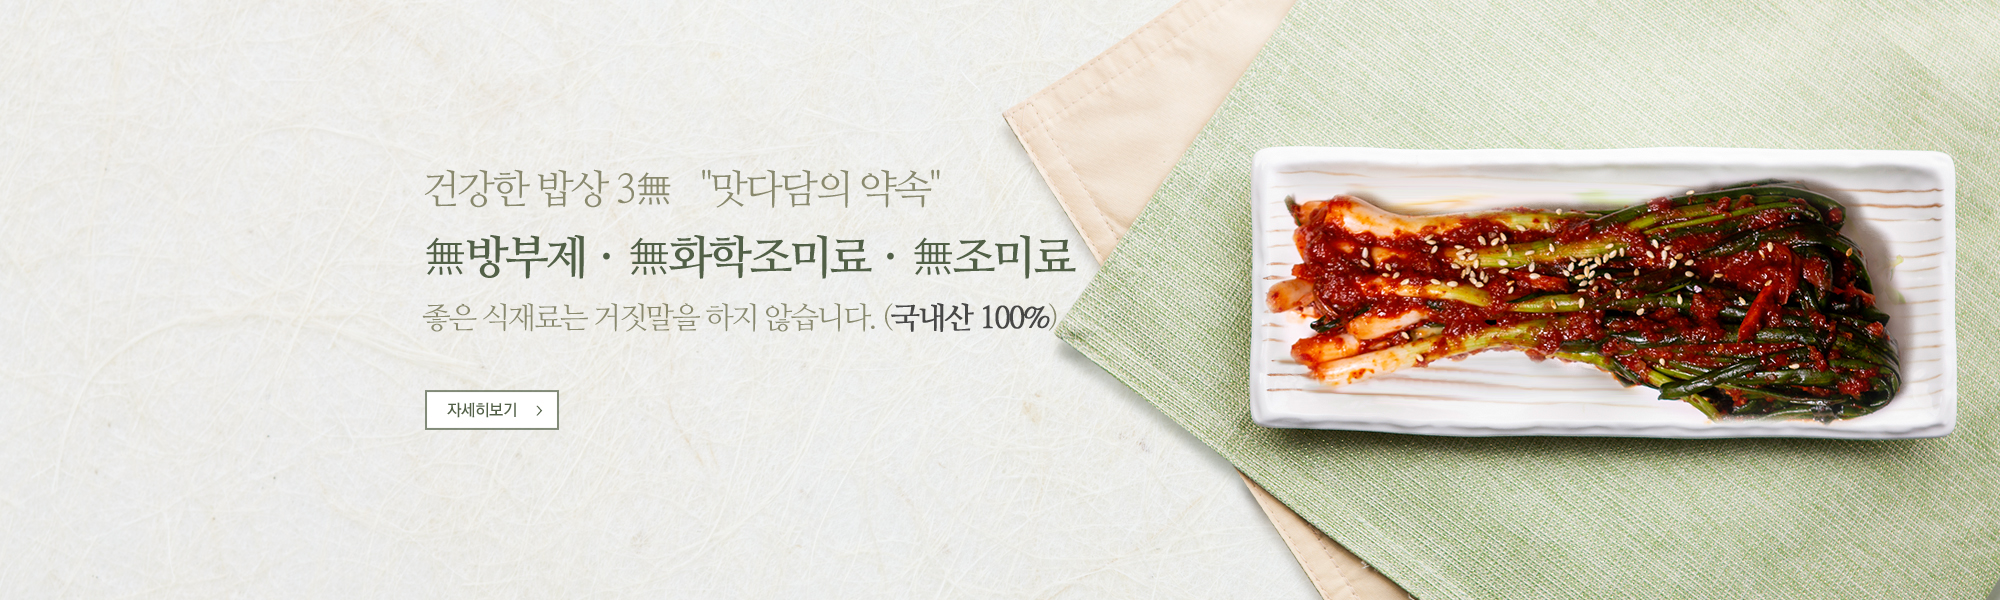 건강한 밥상 3無 "맛다담의 약속"
無방부제 · 無화학조미료 · 無조미료
좋은 식재료는 거짓말을 하지 않습니다. (국내산 100%)
자세히보기 >